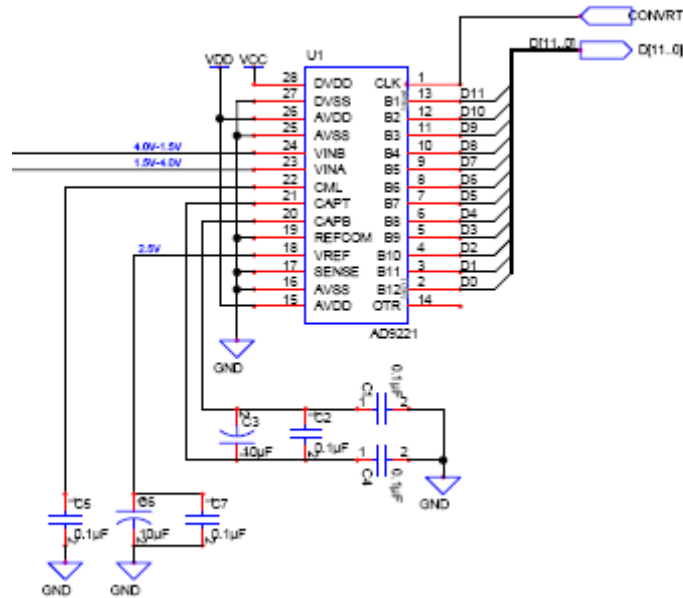 CONVRT
VDD VCC U1 D[11..0] D[11..0]
28 DVDD CLK 1
27 DVSS B1 13 D11
26 AVDD B2 12 D10
25 AVSS B3 11 D9
4.0V-1.5V 24 VINB B4 10 D8
1.5V-4.0V 23 VINA B5 9 D7
22 CML B6 8 D6
21 CAPT B7 7 D5
20 CAPB B8 6 D4
19 REFCOM B9 5 D3
2.5V 18 VREF B10 4 D2
17 SENSE B11 3 D1
16 AVSS B12 2 D0
15 AVDD OTR 14
AD9221
GND
0.1µF
1 2
C3 C2
10µF 0.1µF
1 2
C4 0.1µF
GND
C5 C6 C7
0.1µF 10µF 0.1µF
GND GND